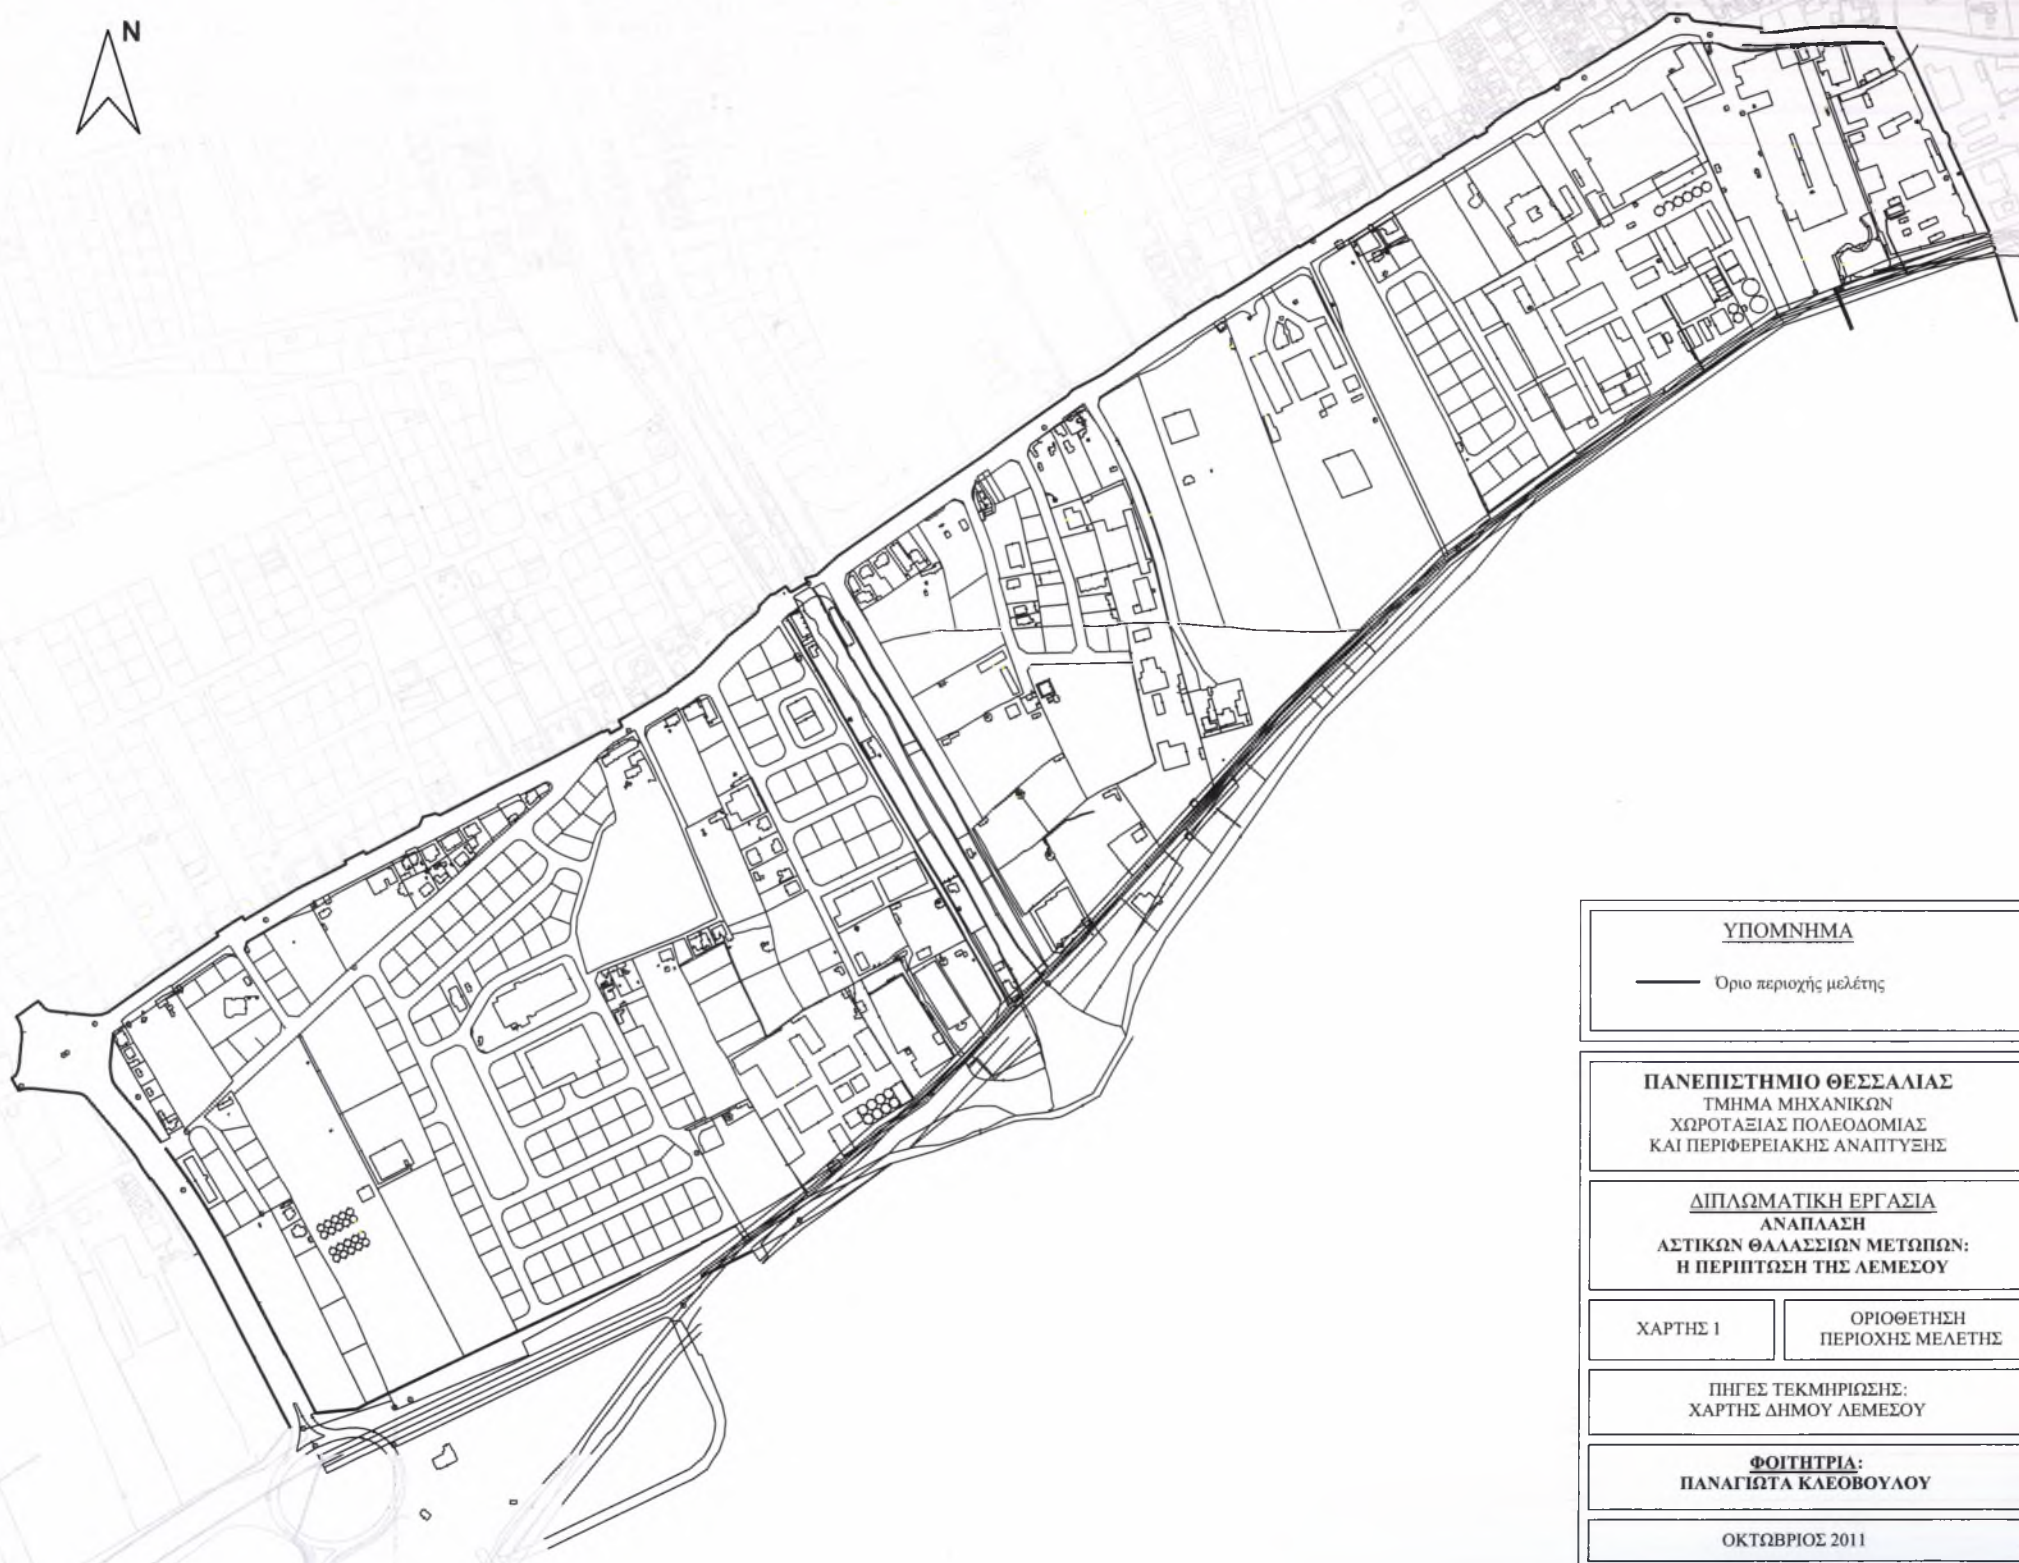 N
ΥΠΟΜΝΗΜΑ
Όριο περιοχής μελέτης
ΠΑΝΕΠΙΣΤΗΜΙΟ ΘΕΣΣΑΛΙΑΣ
ΤΜΗΜΑ ΜΗΧΑΝΙΚΩΝ
ΧΩΡΟΤΑΞΙΑΣ ΠΟΛΕΟΔΟΜΙΑΣ
ΚΑΙ ΠΕΡΙΦΕΡΕΙΑΚΗΣ ΑΝΑΠΤΥΞΗΣ
ΔΙΠΛΩΜΑΤΙΚΗ ΕΡΓΑΣΙΑ
ΑΝΑΠΛΑΣΗ
ΑΣΤΙΚΩΝ ΘΑΛΑΣΣΙΩΝ ΜΕΤΩΠΩΝ:
Η ΠΕΡΙΠΤΩΣΗ ΤΗΣ ΛΕΜΕΣΟΥ
ΧΑΡΤΗΣ 1
ΟΡΙΟΘΕΤΗΣΗ
ΠΕΡΙΟΧΗΣ ΜΕΛΕΤΗΣ
ΠΗΓΕΣ ΤΕΚΜΗΡΙΩΣΗΣ:
ΧΑΡΤΗΣ ΔΗΜΟΥ ΛΕΜΕΣΟΥ
ΦΟΙΤΗΤΡΙΑ:
ΠΑΝΑΓΙΩΤΑ ΚΛΕΟΒΟΥΛΟΥ
ΟΚΤΩΒΡΙΟΣ 2011